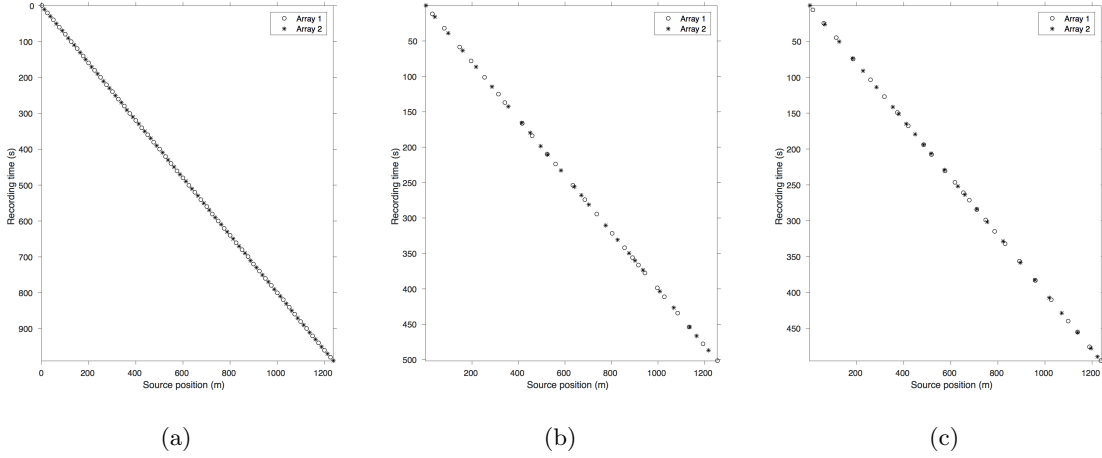 0
100
200
300
400
500
600
700
800
900
Recording time (s)
0 200 400 600 800 1000 1200
Source position (m)
Array 1
Array 2
(a)
50
100
150
200
250
300
350
400
450
500
Recording time (s)
200 400 600 800 1000 1200
Source position (m)
Array 1
Array 2
(b)
50
100
150
200
250
300
350
400
450
Recording time (s)
200 400 600 800 1000 1200
Source position (m)
Array 1
Array 2
(c)